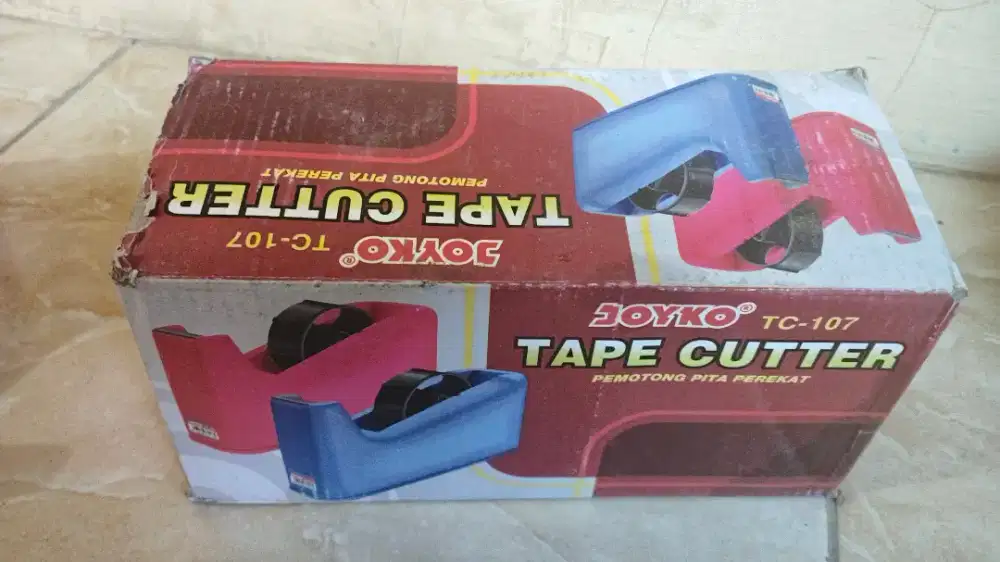 PEMOTONG PITA PEREKAT
TAPE CUTTER
JOYKO® TC-107
JOYKO® TC-107
TAPE CUTTER
PEMOTONG PITA PEREKAT